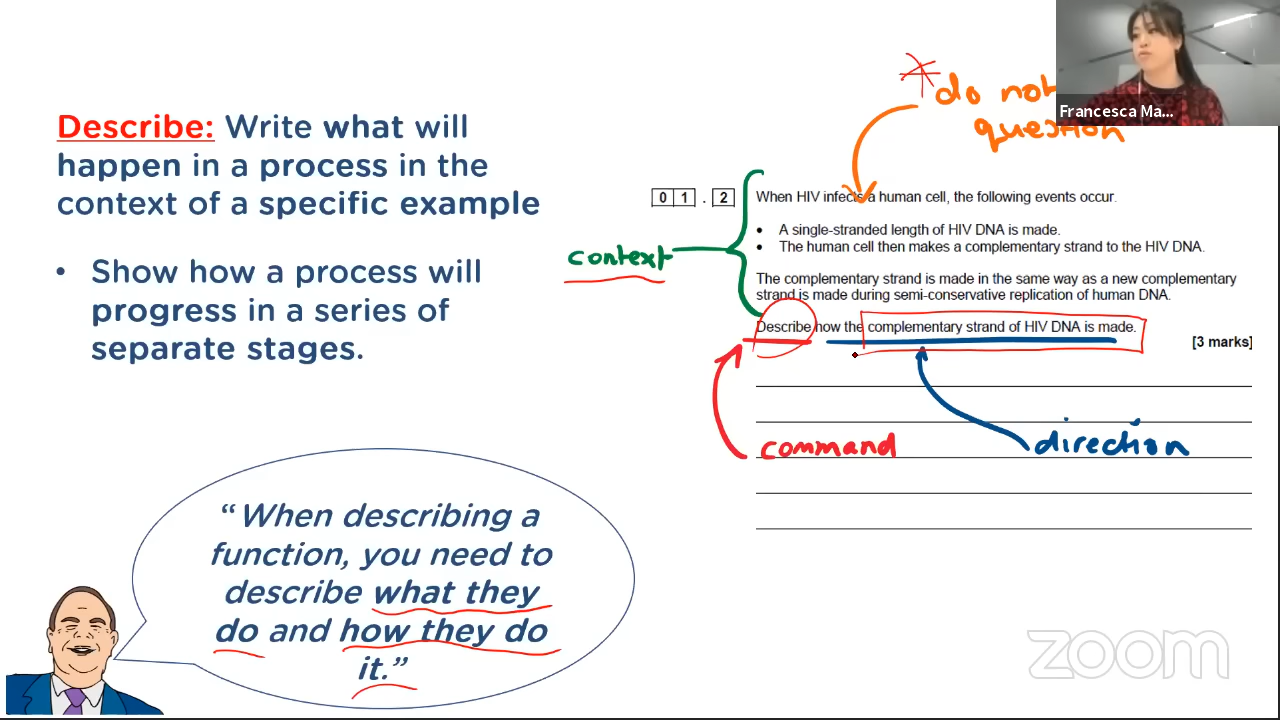 Describe: Write what will
happen in a process in the
context of a specific example
• Show how a process will
progress in a series of
separate stages.
“When describing a
function, you need to
describe what they
do and how they do
it.”
* do not
question
Francesca Ma...
0 1 . 2
When HIV infects a human cell, the following events occur.
• A single-stranded length of HIV DNA is made.
• The human cell then makes a complementary strand to the HIV DNA.
context
The complementary strand is made in the same way as a new complementary
strand is made during semi-conservative replication of human DNA.
Describe how the complementary strand of HIV DNA is made.
[3 marks]
command
direction
zoom